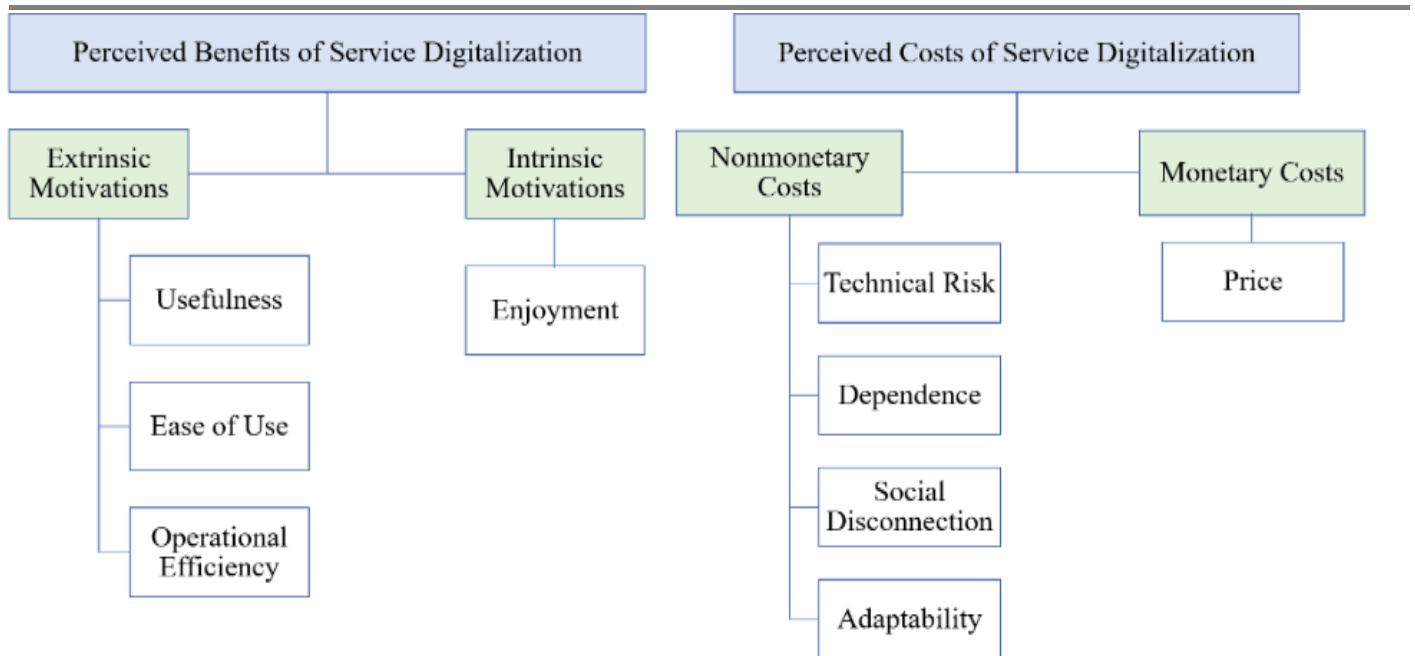 Perceived Benefits of Service Digitalization
Extrinsic
Motivations
Intrinsic
Motivations
Usefulness
Ease of Use
Operational
Efficiency
Enjoyment
Perceived Costs of Service Digitalization
Nonmonetary
Costs
Monetary Costs
Technical Risk
Dependence
Social
Disconnection
Adaptability
Price